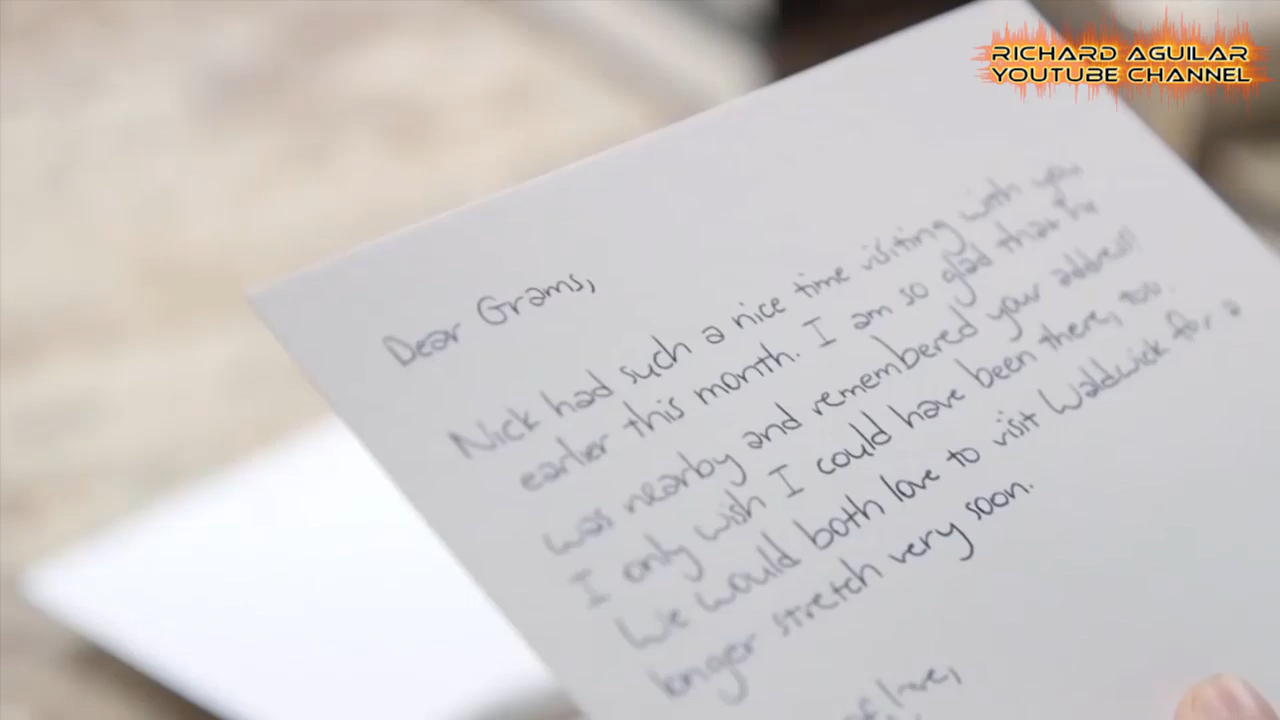 RICHARD AGUILAR
YOUTUBE CHANNEL
Dear Grams,
Nick had such a nice time visiting with you
earlier this month. I am so glad that he
was nearby and remembered your address!
I only wish I could have been there, too.
We would both love to visit Waldwick for a
longer stretch very soon.
of love,